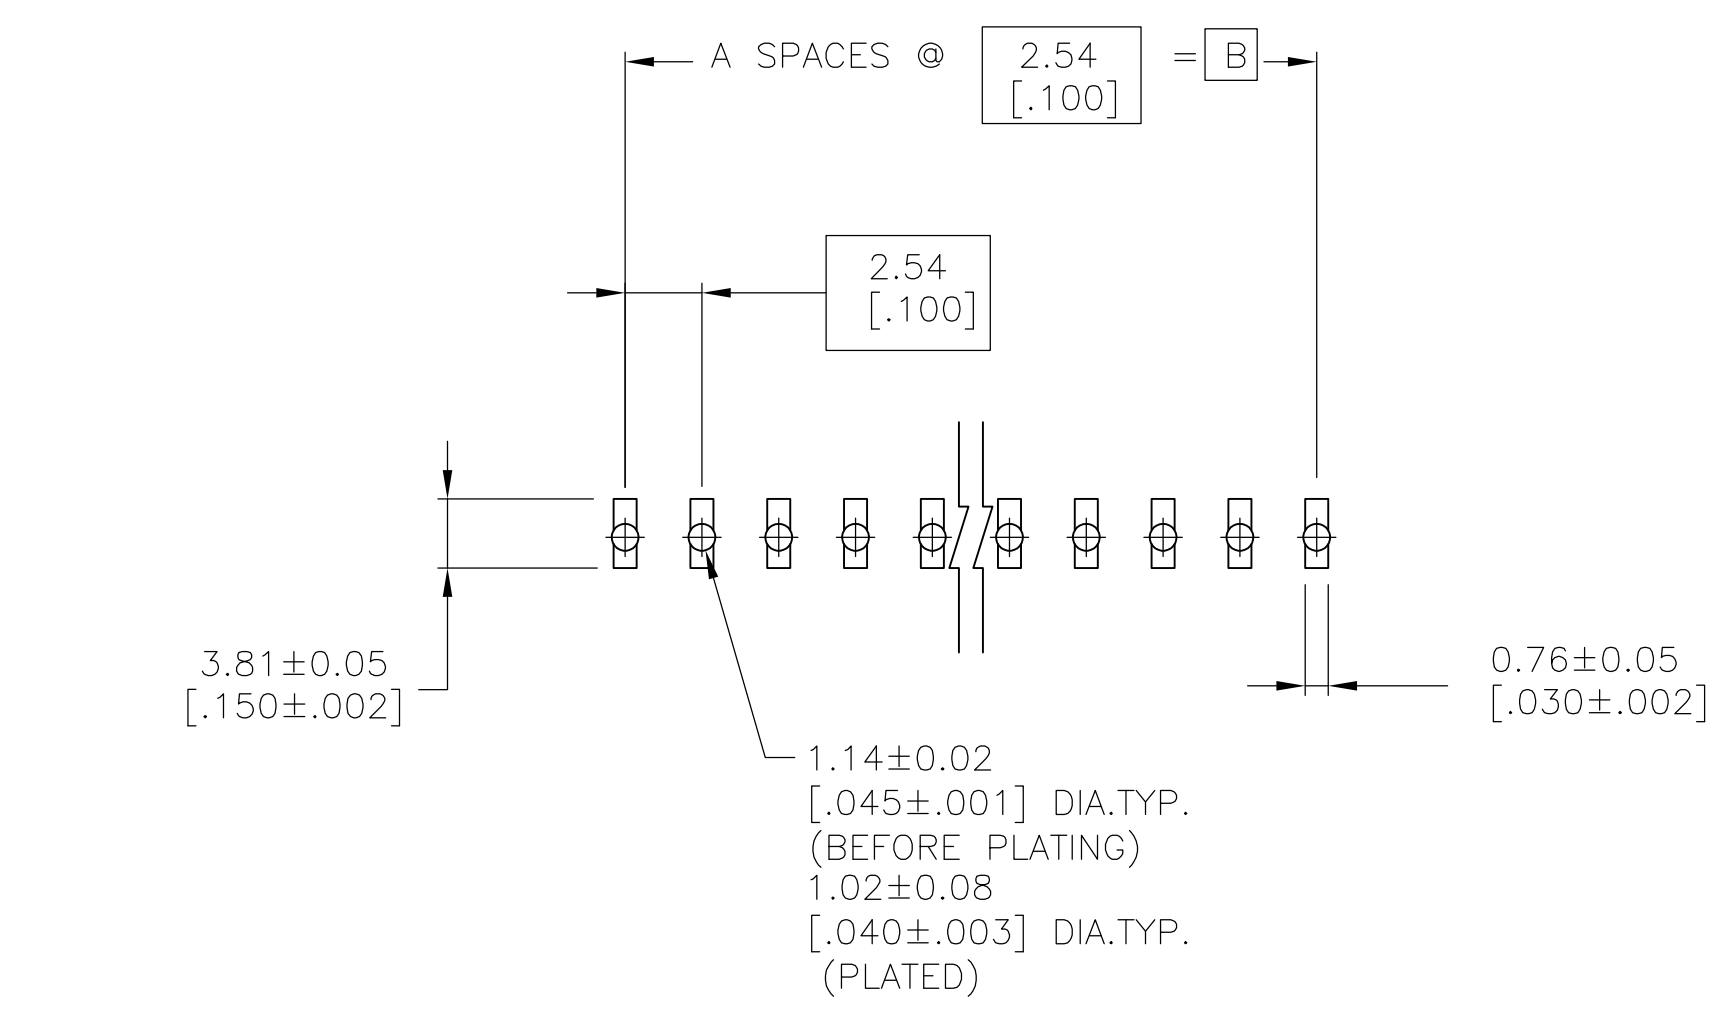 A SPACES @ 2.54 = B
[.100]
2.54
[.100]
3.81±0.05
[.150±.002]
0.76±0.05
[.030±.002]
1.14±0.02
[.045±.001] DIA.TYP.
(BEFORE PLATING)
1.02±0.08
[.040±.003] DIA.TYP.
(PLATED)